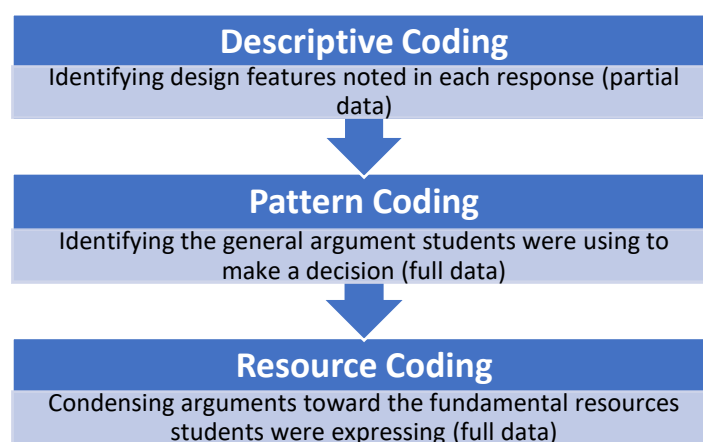 Descriptive Coding
Identifying design features noted in each response (partial
data)
Pattern Coding
Identifying the general argument students were using to
make a decision (full data)
Resource Coding
Condensing arguments toward the fundamental resources
students were expressing (full data)